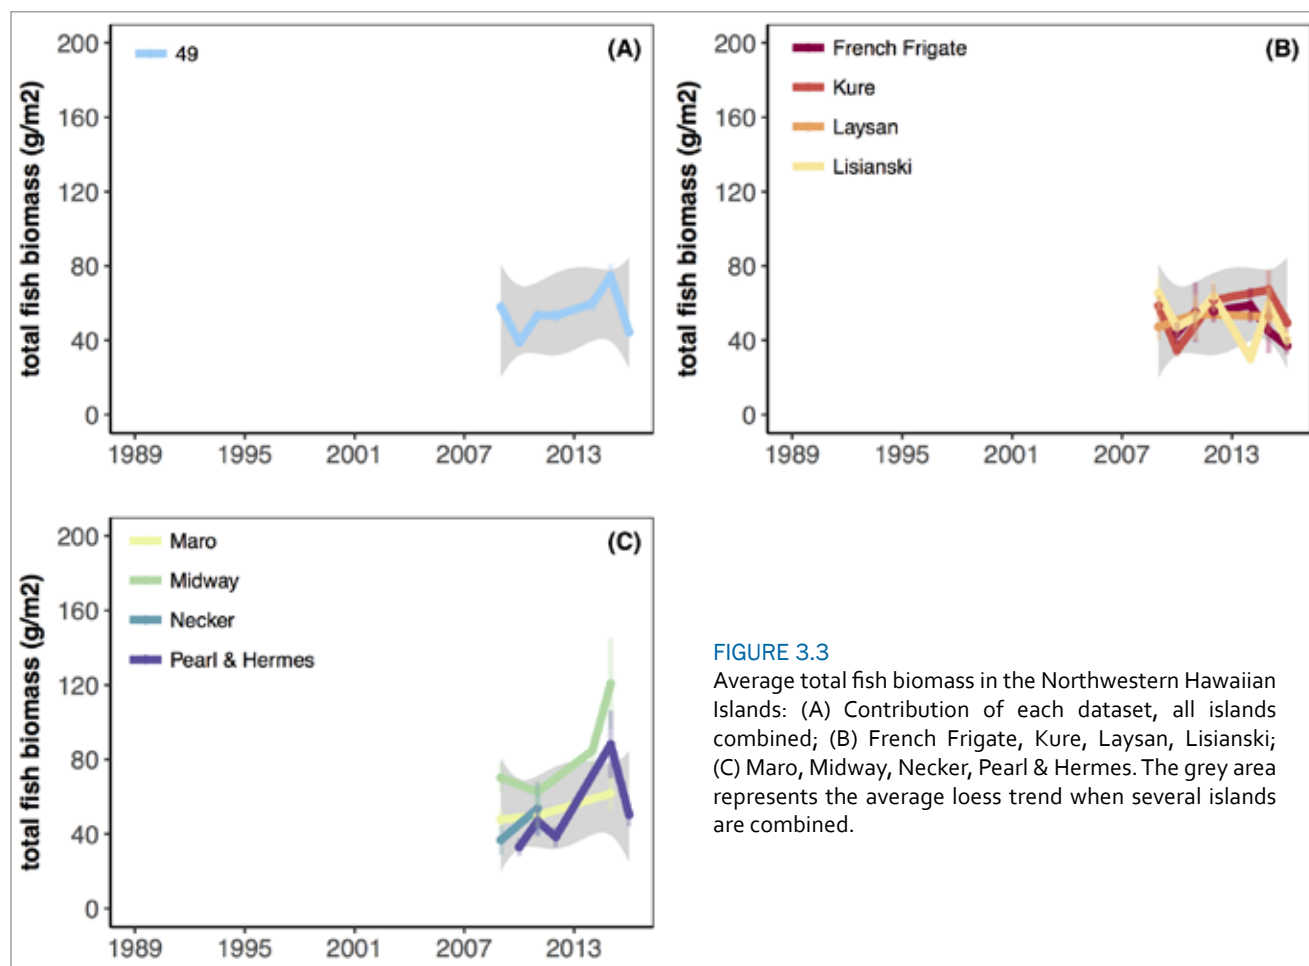 total fish biomass (g/m2)
200
160
120
80
40
0
49
(A)
1989 1995 2001 2007 2013
total fish biomass (g/m2)
200
160
120
80
40
0
French Frigate
Kure
Laysan
Lisianski
(B)
1989 1995 2001 2007 2013
total fish biomass (g/m2)
200
160
120
80
40
0
Maro
Midway
Necker
Pearl & Hermes
(C)
1989 1995 2001 2007 2013
FIGURE 3.3
Average total fish biomass in the Northwestern Hawaiian
Islands: (A) Contribution of each dataset, all islands
combined; (B) French Frigate, Kure, Laysan, Lisianski;
(C) Maro, Midway, Necker, Pearl & Hermes. The grey area
represents the average loess trend when several islands
are combined.